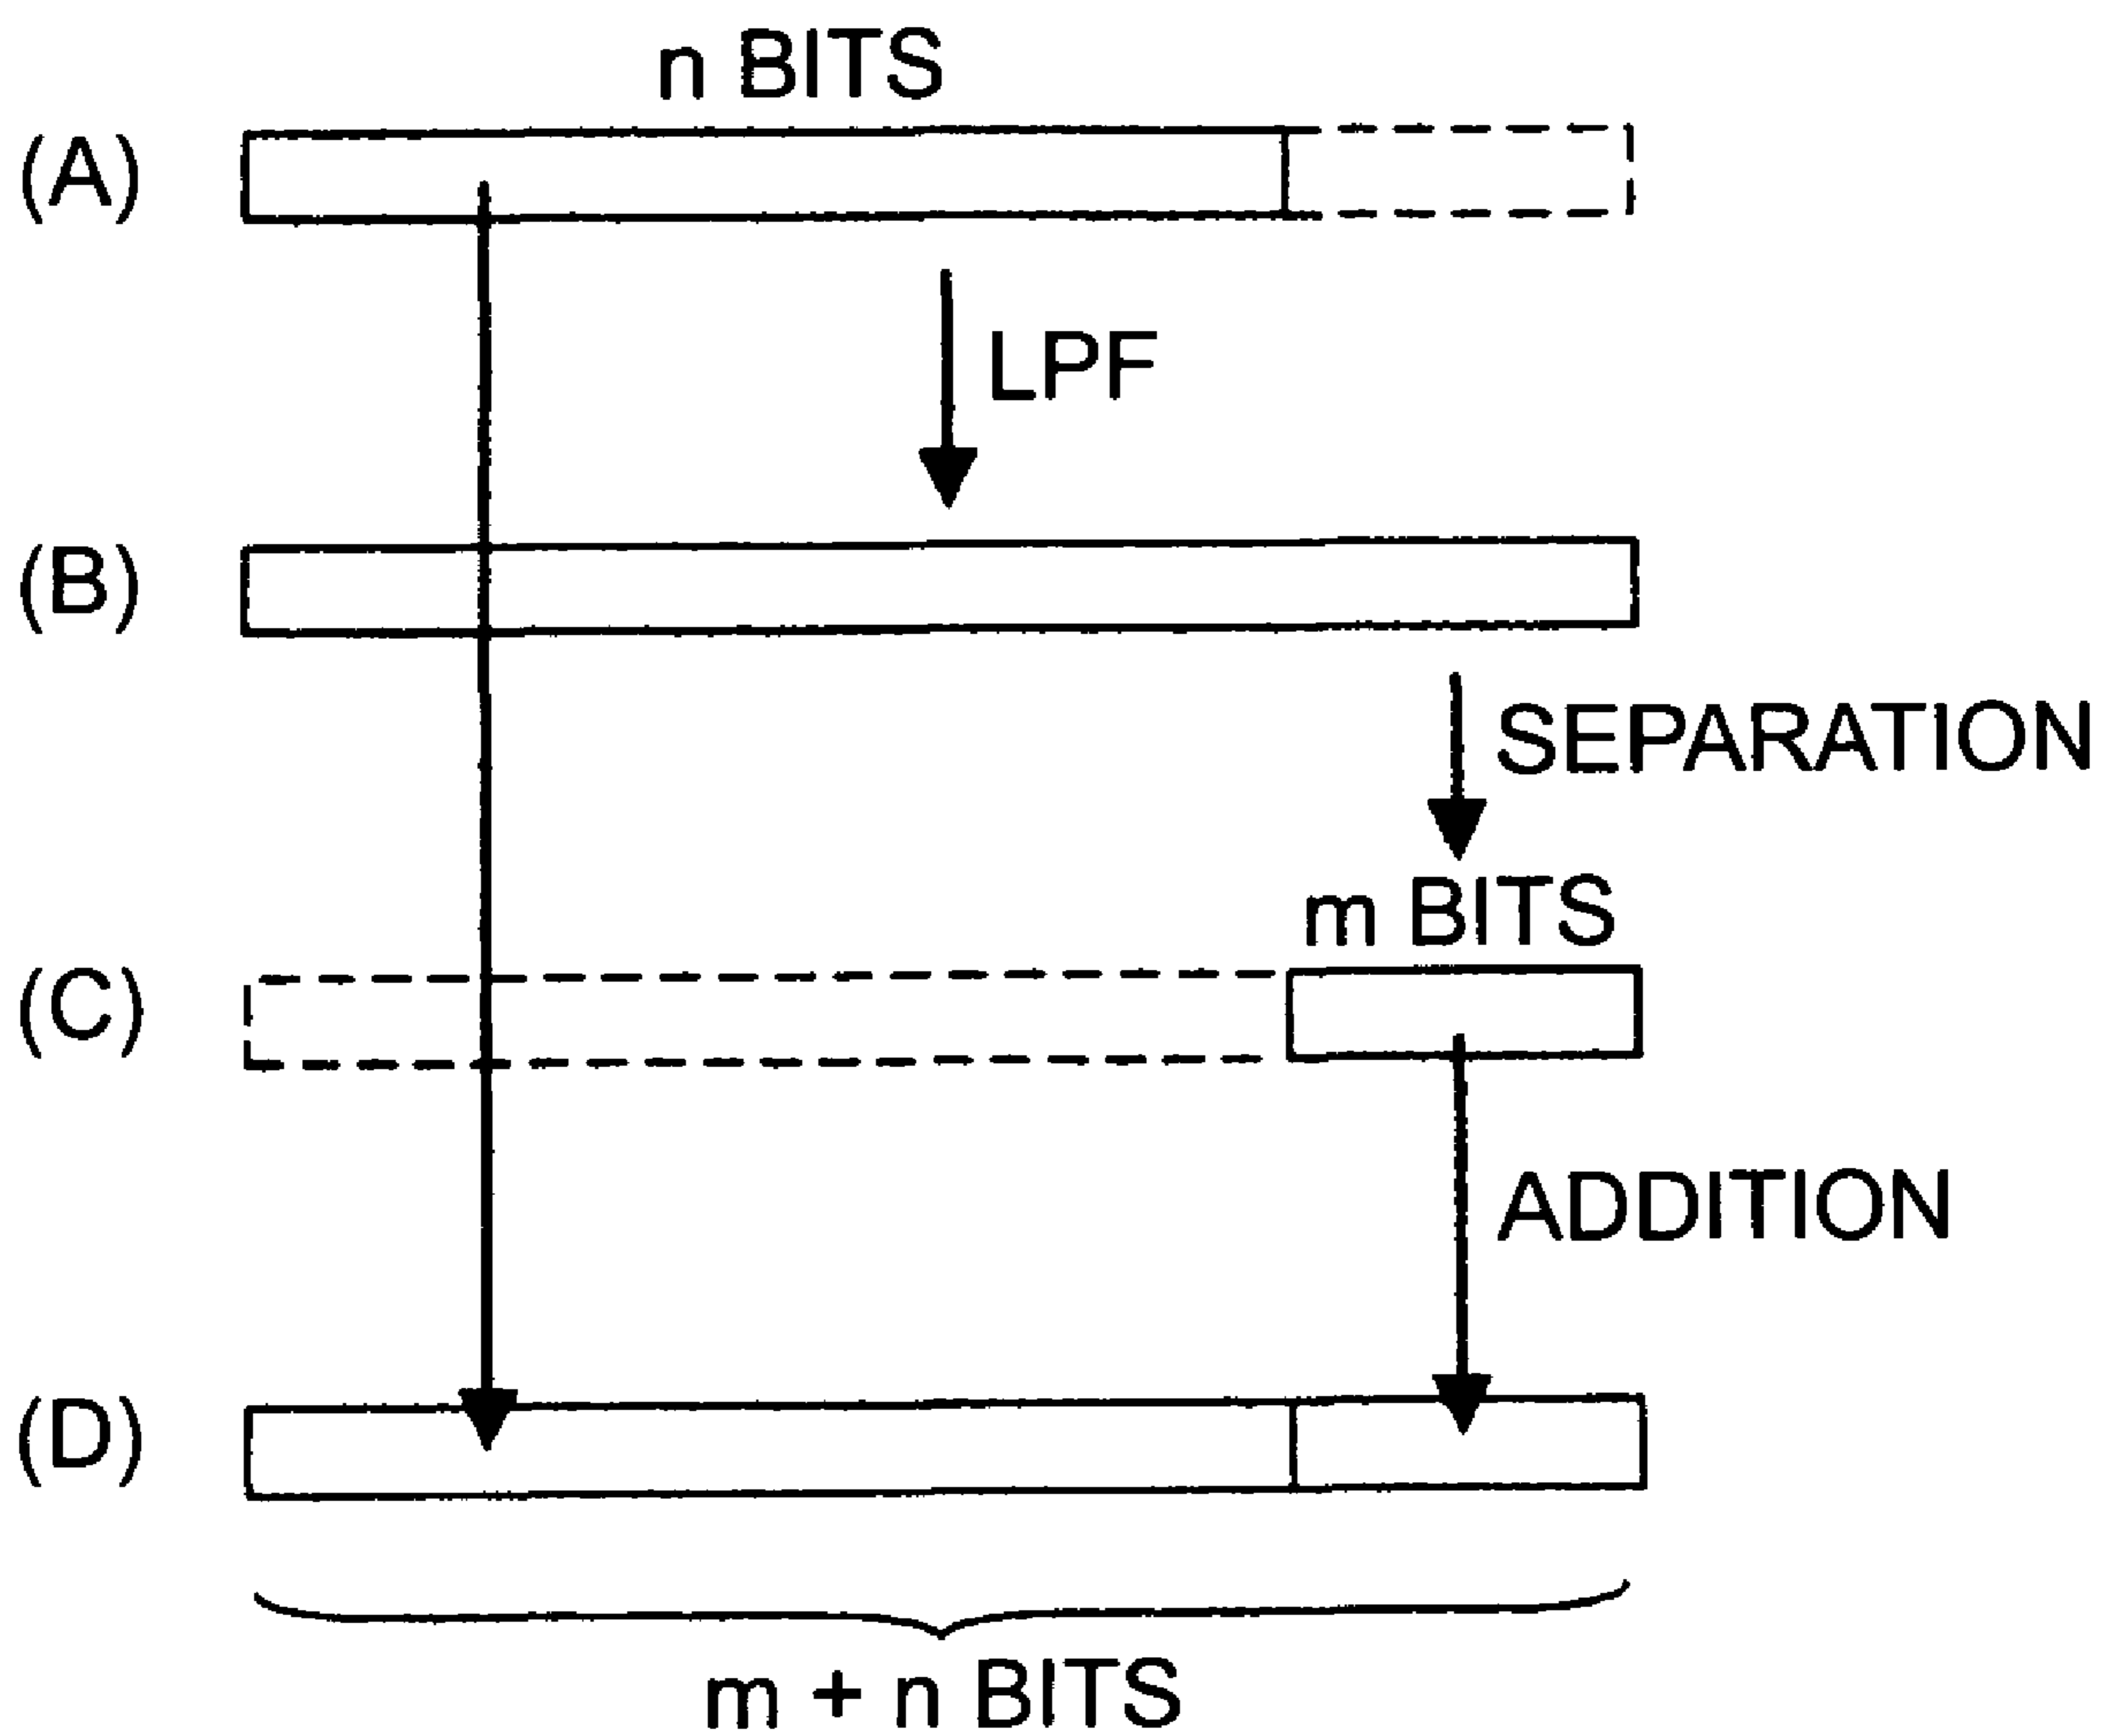 n BITS
(A)
LPF
(B)
SEPARATION
m BITS
(C)
ADDITION
(D)
m + n BITS